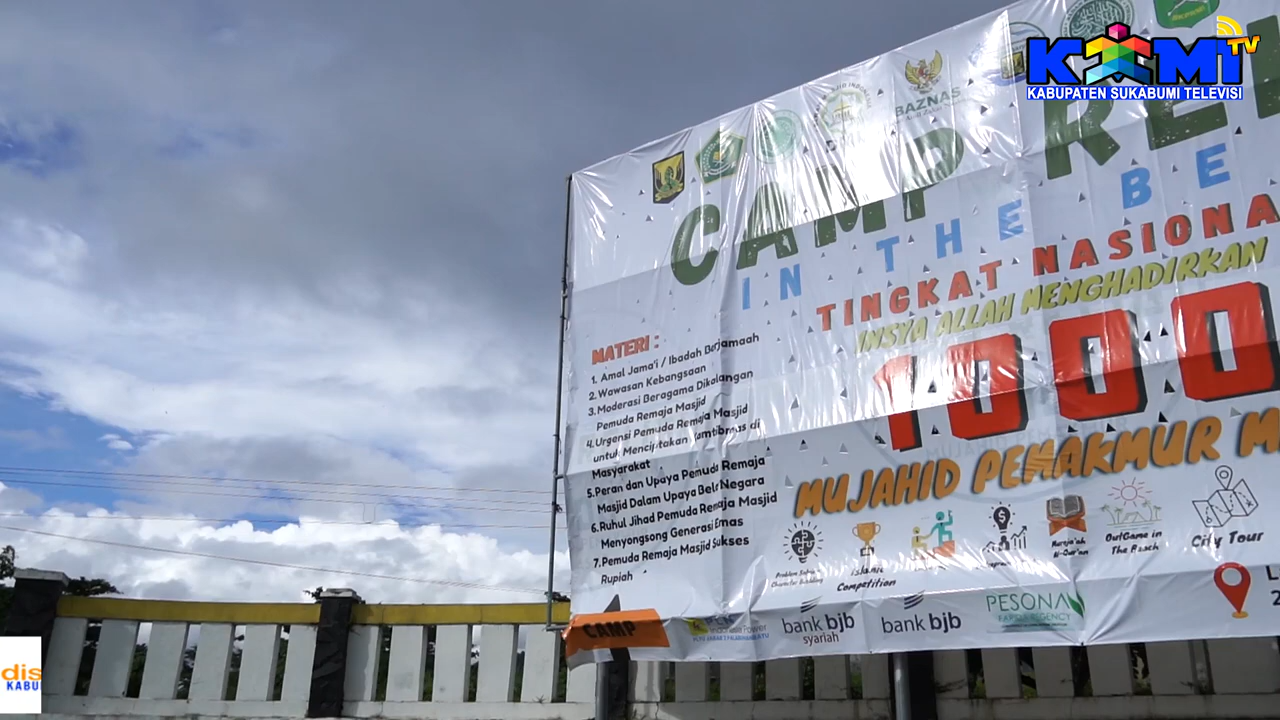 KAMI TV
KABUPATEN SUKABUMI TELEVISI
BAZNAS
CAMP
IN THE BE
TINGKAT NASIONA
INSYA ALLAH MENGHADIRKAN
1000
MUJAHID PEMAKMUR M
MATERI :
1. Amal Jama'i / Ibadah Berjamaah
2. Wawasan Kebangsaan
3. Moderasi Beragama Dikalangan
Pemuda Remaja Masjid
4. Urgensi Pemuda Remaja Masjid
untuk Menciptakan Kamtibmas di
Masyarakat
5. Peran dan Upaya Pemuda Remaja
Masjid Dalam Upaya Bela Negara
6. Ruhul Jihad Pemuda Remaja Masjid
Menyongsong Generasi Emas
7. Pemuda Remaja Masjid Sukses
Rupiah
Islamic
Competition
OutGame in
The Beach
City Tour
CAMP
bank bjb
syariah
bank bjb
PESONA
L
2
dis
KABU